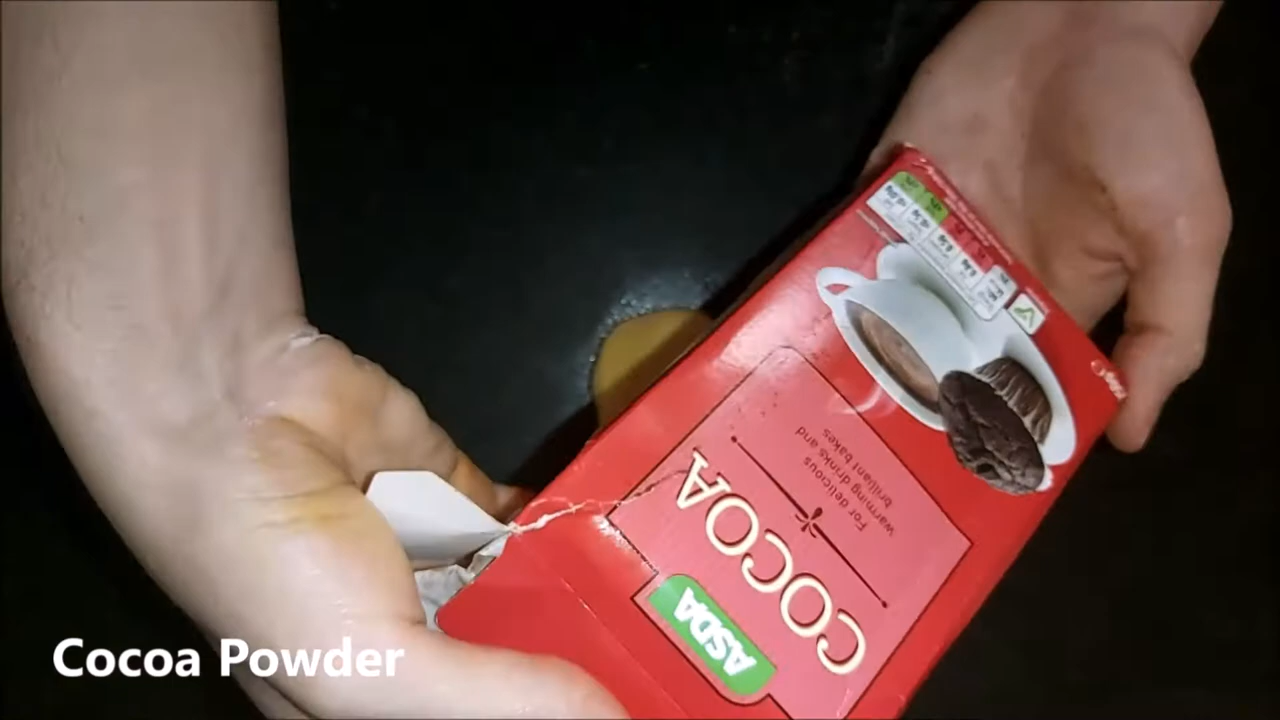 ASDA
COCOA
For delicious
warming drinks and
brilliant bakes
Cocoa Powder